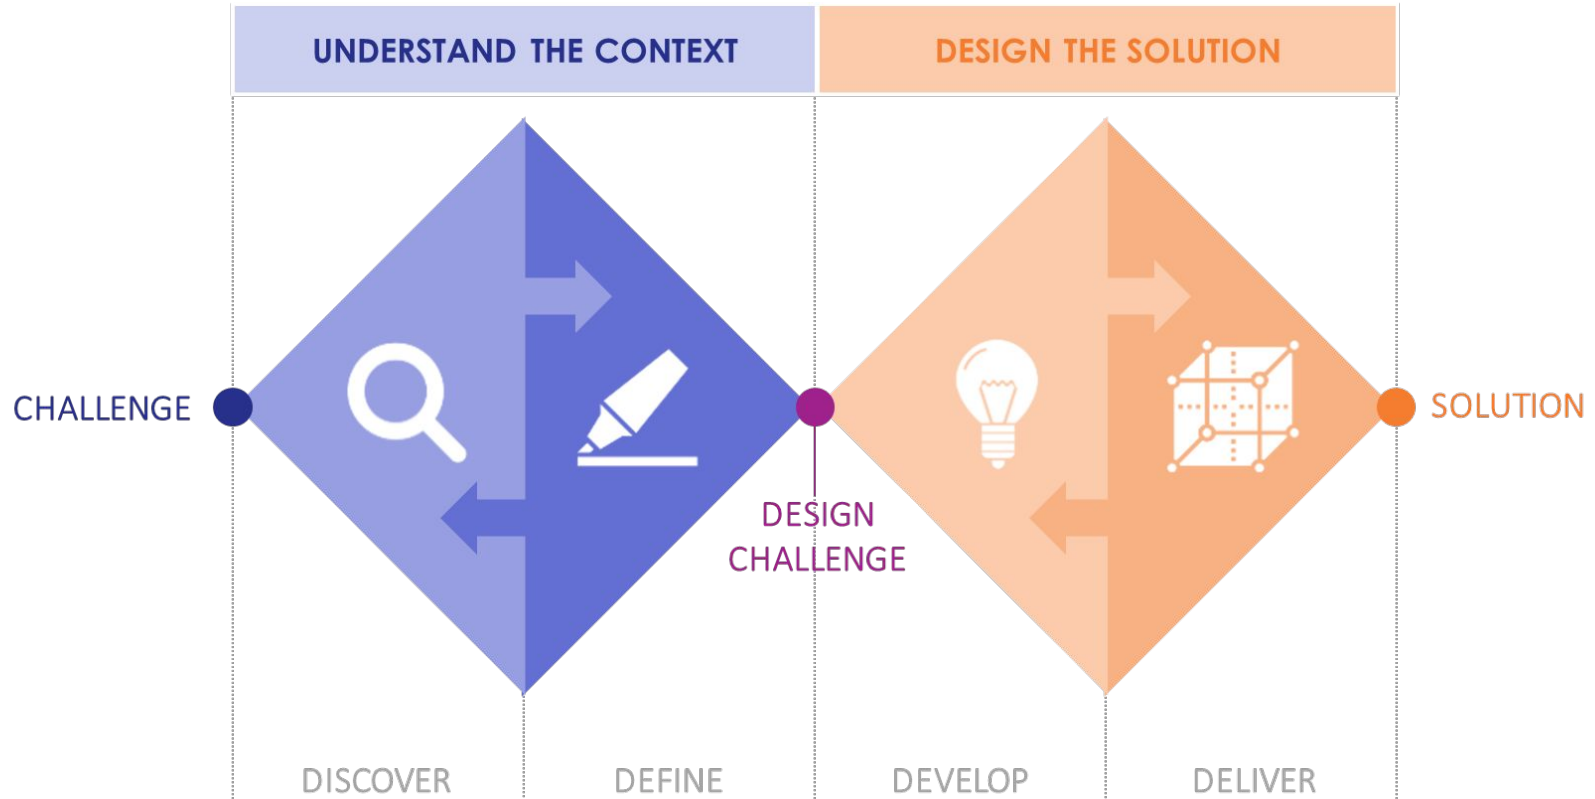 UNDERSTAND THE CONTEXT
DESIGN THE SOLUTION
CHALLENGE
SOLUTION
DESIGN
CHALLENGE
DISCOVER
DEFINE
DEVELOP
DELIVER